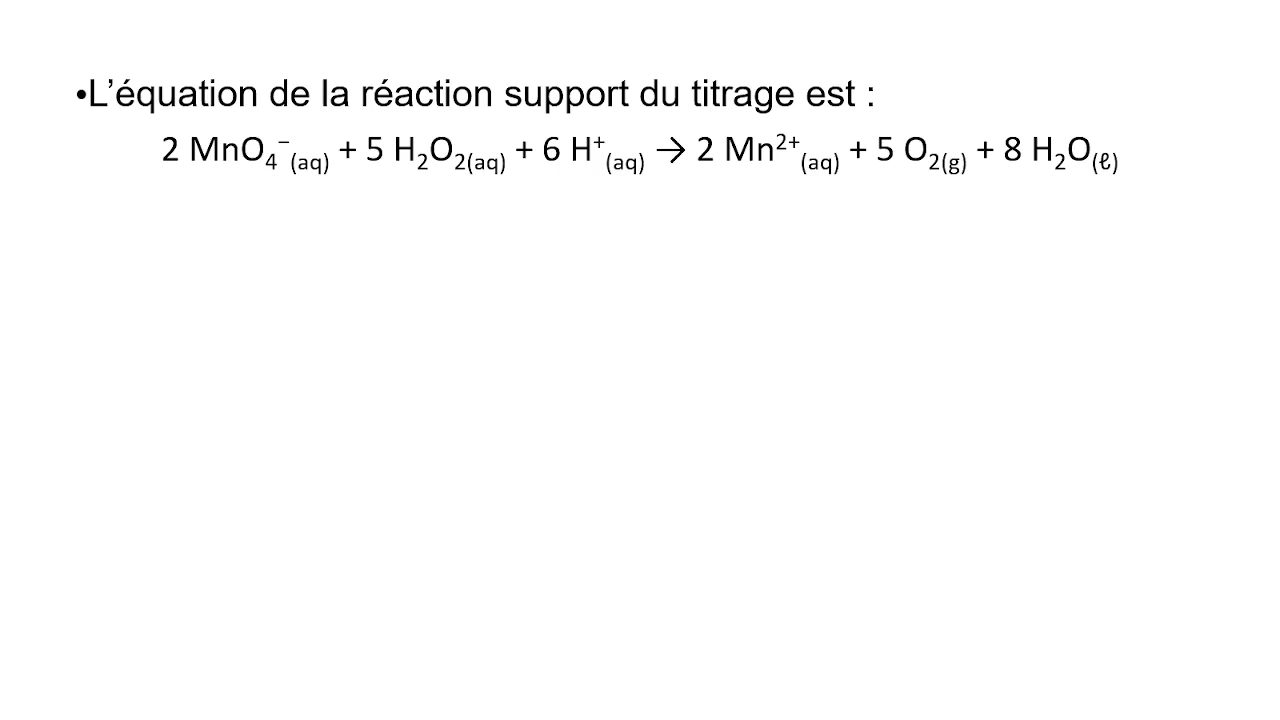 •L’équation de la réaction support du titrage est :
2 MnO₄⁻(aq) + 5 H₂O₂(aq) + 6 H⁺(aq) → 2 Mn²⁺(aq) + 5 O₂(g) + 8 H₂O(ℓ)